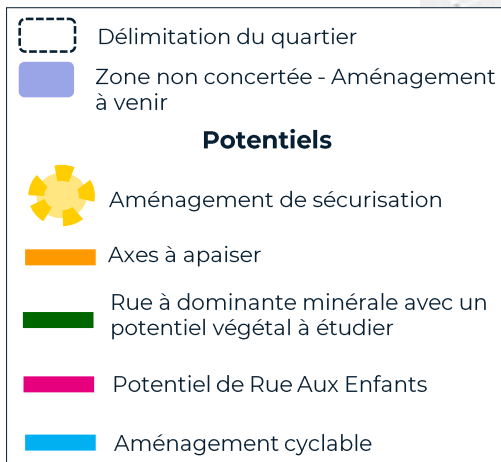 Délimitation du quartier
Zone non concertée - Aménagement
à venir
Potentiels
Aménagement de sécurisation
Axes à apaiser
Rue à dominante minérale avec un
potentiel végétal à étudier
Potentiel de Rue Aux Enfants
Aménagement cyclable